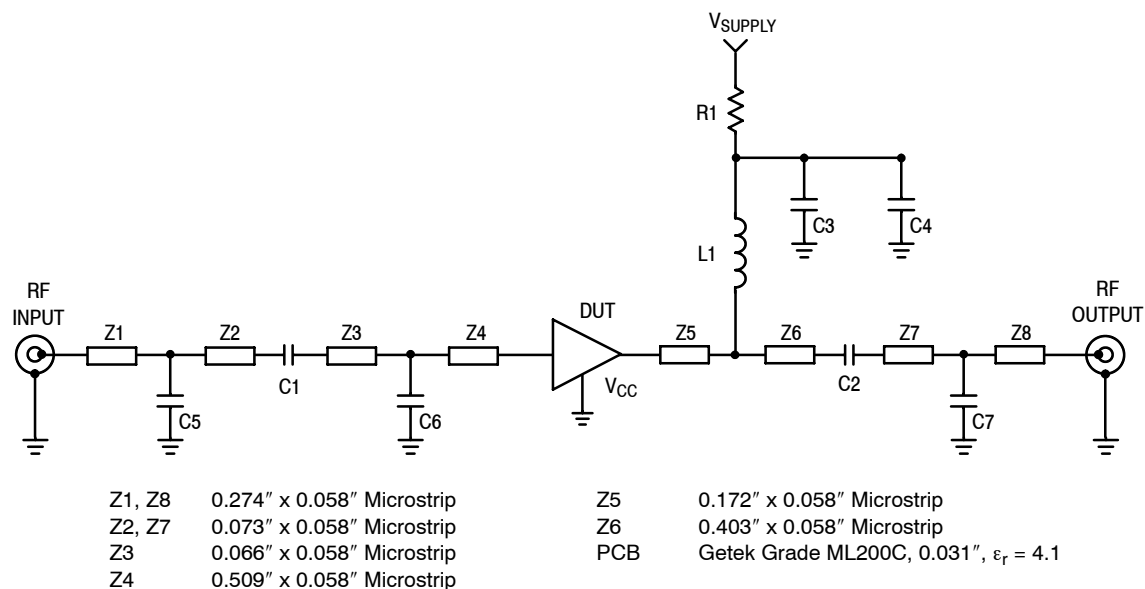 VSUPPLY
R1
C3
C4
L1
RF
INPUT
Z1
Z2
Z3
Z4
DUT
Z5
Z6
Z7
Z8
RF
OUTPUT
C1
VCC
C2
C5
C6
C7
Z1, Z8 0.274″ x 0.058″ Microstrip
Z2, Z7 0.073″ x 0.058″ Microstrip
Z3 0.066″ x 0.058″ Microstrip
Z4 0.509″ x 0.058″ Microstrip
Z5 0.172″ x 0.058″ Microstrip
Z6 0.403″ x 0.058″ Microstrip
PCB Getek Grade ML200C, 0.031″, εr = 4.1